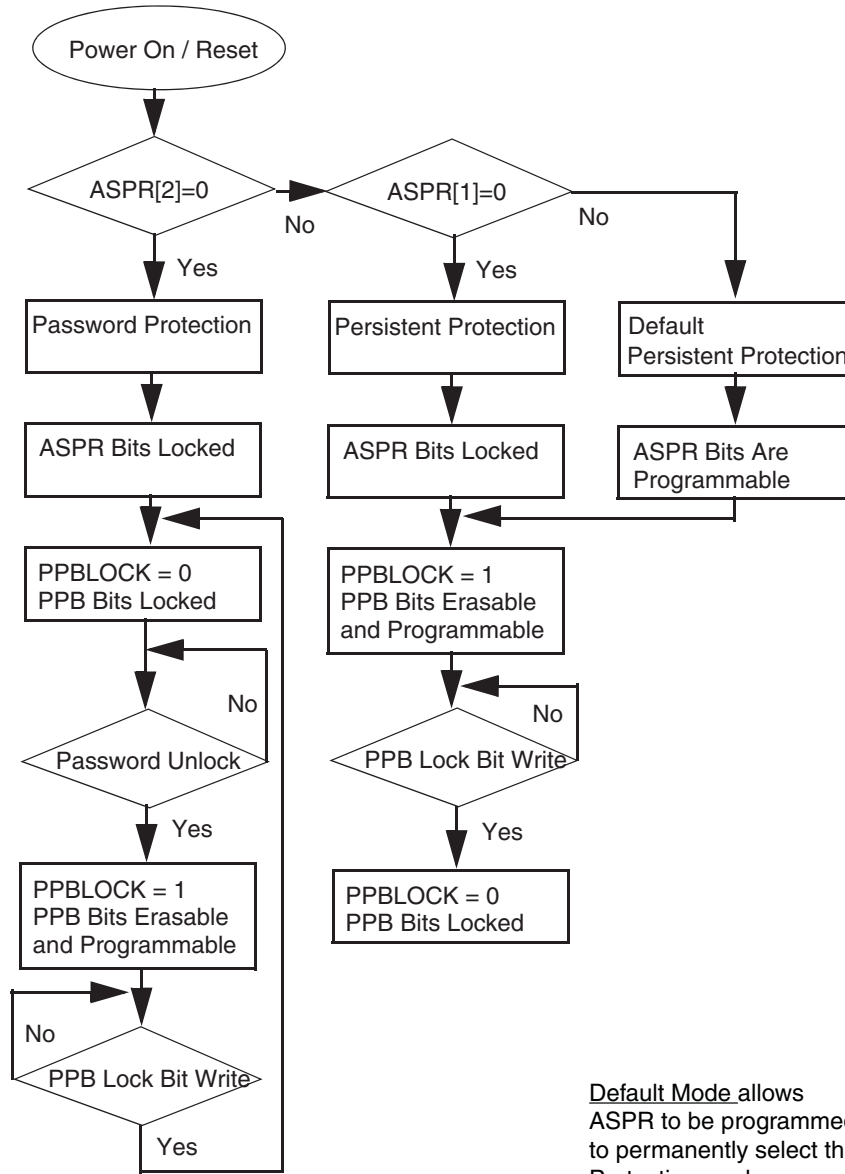 Power On / Reset
ASPR[2]=0
ASPR[1]=0
No
No
Yes
Yes
Password Protection
Persistent Protection
Default
Persistent Protection
ASPR Bits Locked
ASPR Bits Locked
ASPR Bits Are
Programmable
PPBLOCK = 0
PPB Bits Locked
PPBLOCK = 1
PPB Bits Erasable
and Programmable
No
No
Password Unlock
PPB Lock Bit Write
Yes
Yes
PPBLOCK = 1
PPB Bits Erasable
and Programmable
PPBLOCK = 0
PPB Bits Locked
No
PPB Lock Bit Write
Yes
Default Mode allows
ASPR to be programmed
to permanently select